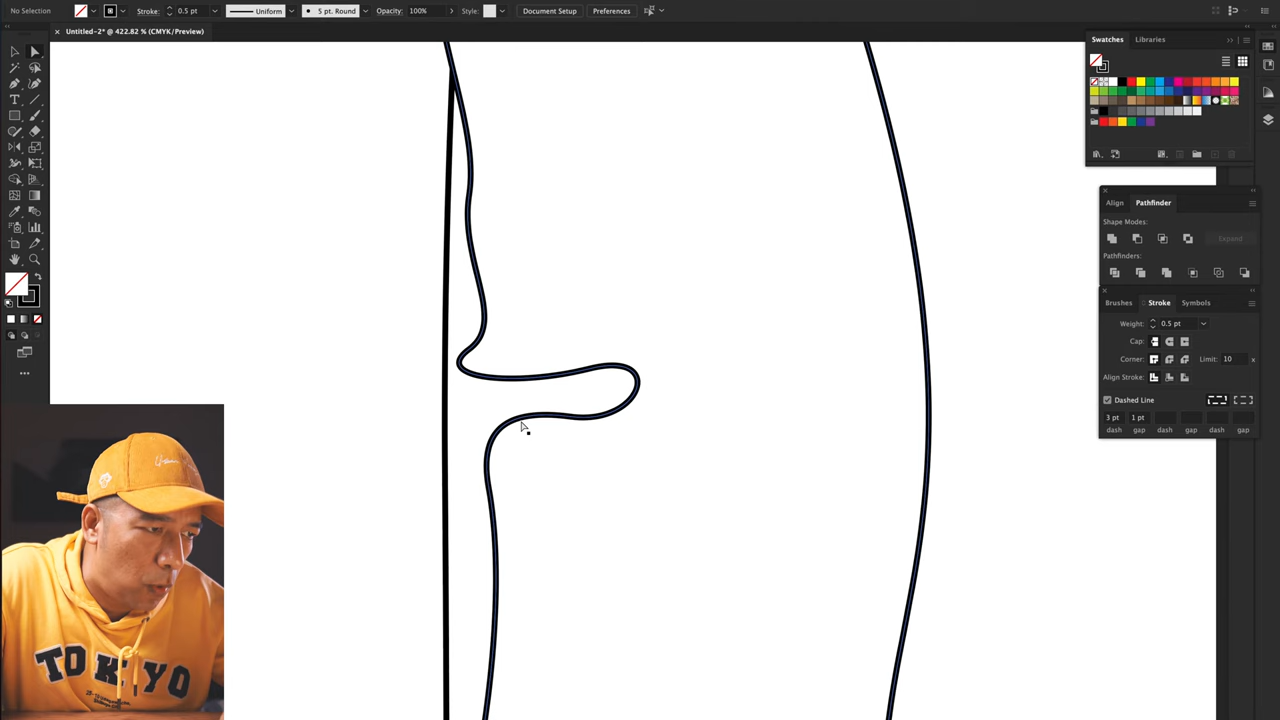 No Selection
Stroke: 0.5 pt
Uniform
5 pt. Round
Opacity: 100%
Style:
Document Setup
Preferences
× Untitled-2* @ 422.82 % (CMYK/Preview)
Swatches Libraries
Align Pathfinder
Shape Modes:
Expand
Pathfinders:
Brushes Stroke Symbols
Weight: 0.5 pt
Cap:
Corner: Limit: 10 x
Align Stroke:
Dashed Line
3 pt 1 pt
dash gap dash gap dash gap
TOKYO